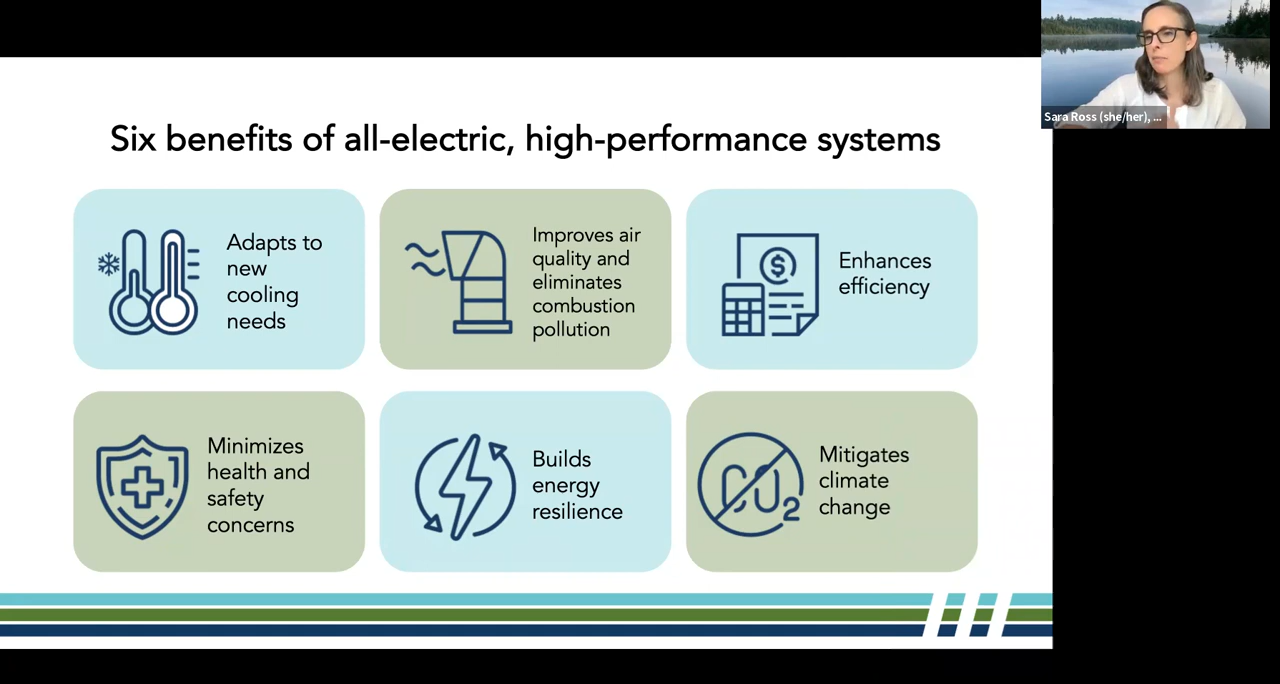 Sara Ross (she/her), ...
Six benefits of all-electric, high-performance systems
Adapts to
new
cooling
needs
Improves air
quality and
eliminates
combustion
pollution
$
Enhances
efficiency
Minimizes
health and
safety
concerns
Builds
energy
resilience
CO2
Mitigates
climate
change